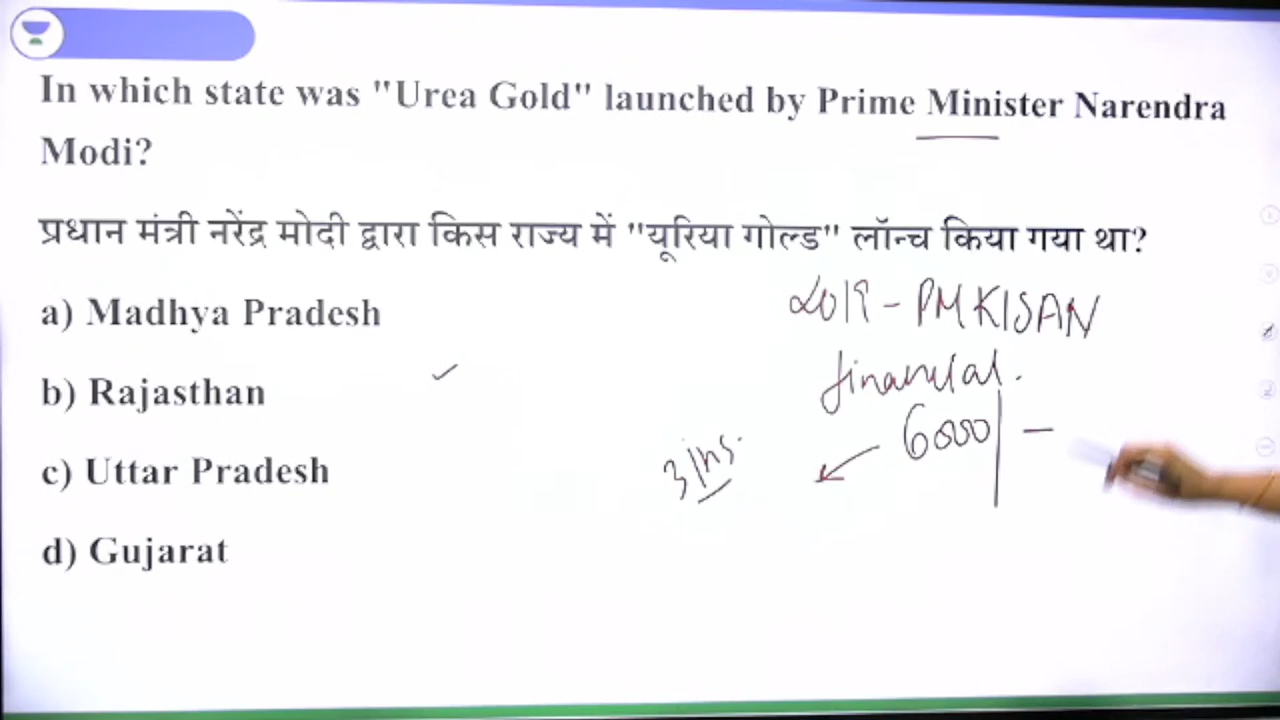 In which state was "Urea Gold" launched by Prime Minister Narendra
Modi?
प्रधान मंत्री नरेंद्र मोदी द्वारा किस राज्य में "यूरिया गोल्ड" लॉन्च किया गया था?
a) Madhya Pradesh
b) Rajasthan
c) Uttar Pradesh
d) Gujarat
2019 - PM KISAN
financial.
6000
3 Ins.